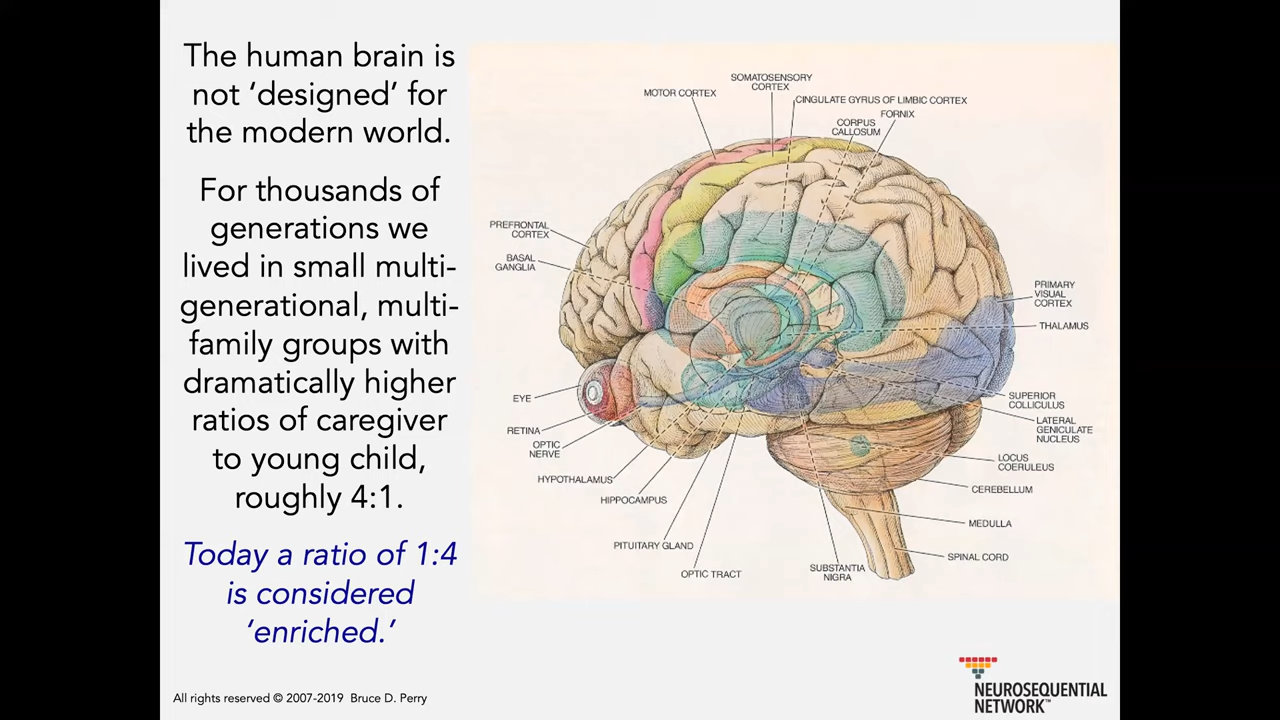 The human brain is
not ‘designed’ for
the modern world.
For thousands of
generations we
lived in small multi-
generational, multi-
family groups with
dramatically higher
ratios of caregiver
to young child,
roughly 4:1.
Today a ratio of 1:4
is considered
‘enriched.’
All rights reserved © 2007-2019 Bruce D. Perry
SOMATOSENSORY
CORTEX
MOTOR CORTEX
CINGULATE GYRUS OF LIMBIC CORTEX
FORNIX
CORPUS
CALLOSUM
PREFRONTAL
CORTEX
BASAL
GANGLIA
PRIMARY
VISUAL
CORTEX
THALAMUS
EYE
SUPERIOR
COLLICULUS
RETINA
LATERAL
GENICULATE
NUCLEUS
OPTIC
NERVE
LOCUS
COERULEUS
HYPOTHALAMUS
CEREBELLUM
HIPPOCAMPUS
MEDULLA
PITUITARY GLAND
SPINAL CORD
OPTIC TRACT
SUBSTANTIA
NIGRA
NEUROSEQUENTIAL
NETWORK™